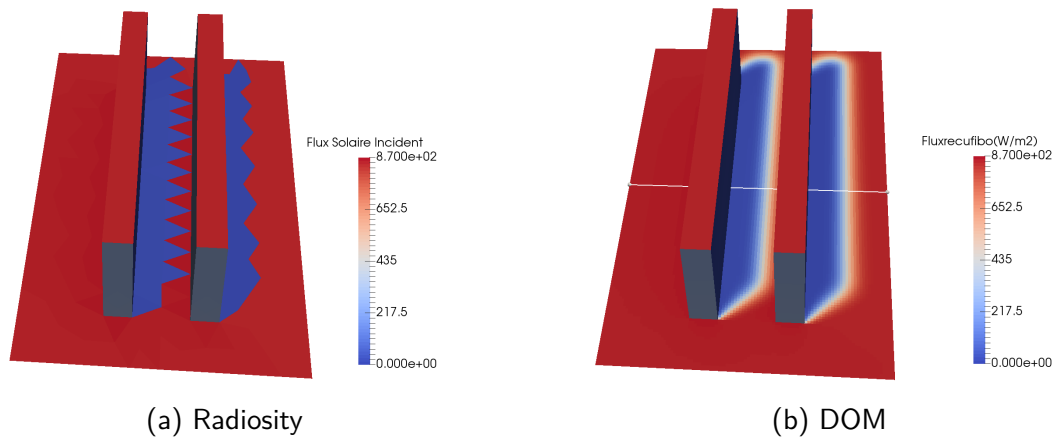 Flux Solaire Incident
8.700e+02
652.5
435
217.5
0.000e+00
(a) Radiosity
Fluxrecufibo(W/m2)
8.700e+02
652.5
435
217.5
0.000e+00
(b) DOM